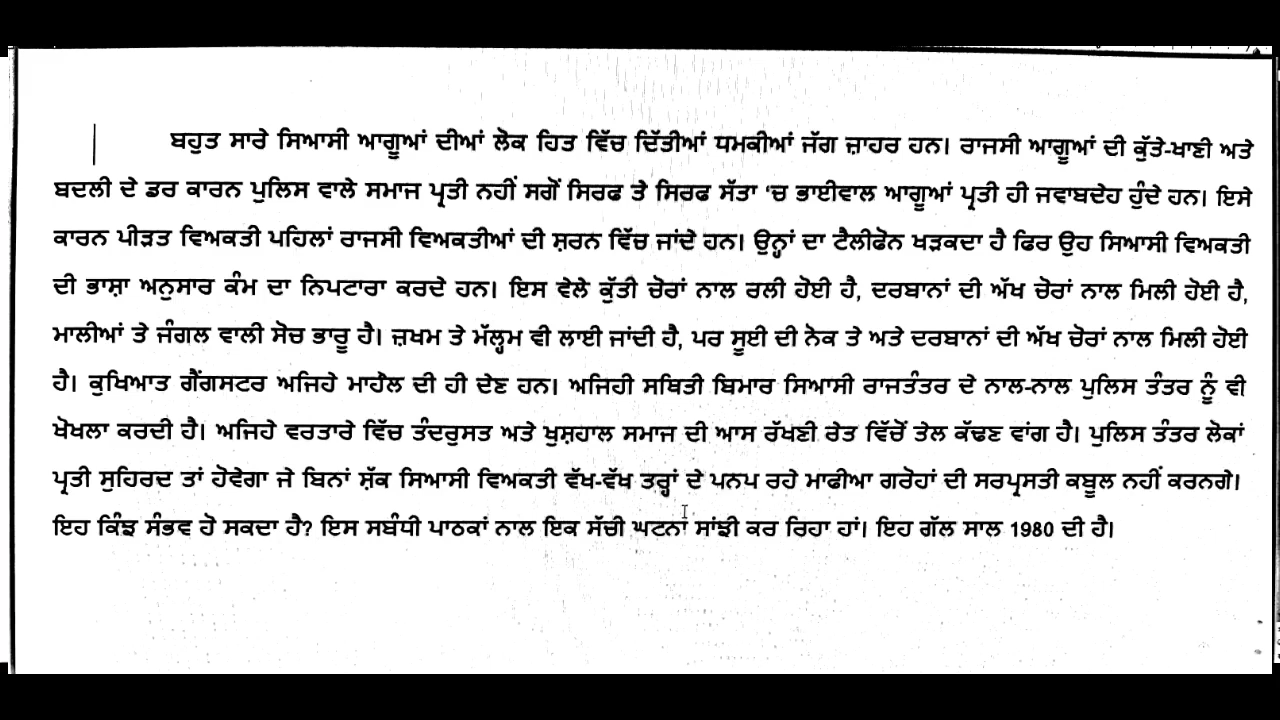 ਬਹੁਤ ਸਾਰੇ ਸਿਆਸੀ ਆਗੂਆਂ ਦੀਆਂ ਲੋਕ ਹਿਤ ਵਿੱਚ ਦਿੱਤੀਆਂ ਧਮਕੀਆਂ ਜੱਗ ਜ਼ਾਹਰ ਹਨ। ਰਾਜਸੀ ਆਗੂਆਂ ਦੀ ਕੁੱਤੇ-ਖਾਣੀ ਅਤੇ
ਬਦਲੀ ਦੇ ਡਰ ਕਾਰਨ ਪੁਲਿਸ ਵਾਲੇ ਸਮਾਜ ਪ੍ਰਤੀ ਨਹੀਂ ਸਗੋਂ ਸਿਰਫ ਤੇ ਸਿਰਫ ਸੱਤਾ 'ਚ ਭਾਈਵਾਲ ਆਗੂਆਂ ਪ੍ਰਤੀ ਹੀ ਜਵਾਬਦੇਹ ਹੁੰਦੇ ਹਨ। ਇਸੇ
ਕਾਰਨ ਪੀੜਤ ਵਿਅਕਤੀ ਪਹਿਲਾਂ ਰਾਜਸੀ ਵਿਅਕਤੀਆਂ ਦੀ ਸ਼ਰਨ ਵਿੱਚ ਜਾਂਦੇ ਹਨ। ਉਨ੍ਹਾਂ ਦਾ ਟੈਲੀਫੋਨ ਖੜਕਦਾ ਹੈ ਫਿਰ ਉਹ ਸਿਆਸੀ ਵਿਅਕਤੀ
ਦੀ ਭਾਸ਼ਾ ਅਨੁਸਾਰ ਕੰਮ ਦਾ ਨਿਪਟਾਰਾ ਕਰਦੇ ਹਨ। ਇਸ ਵੇਲੇ ਕੁੱਤੀ ਚੋਰਾਂ ਨਾਲ ਰਲੀ ਹੋਈ ਹੈ, ਦਰਬਾਨਾਂ ਦੀ ਅੱਖ ਚੋਰਾਂ ਨਾਲ ਮਿਲੀ ਹੋਈ ਹੈ,
ਮਾਲੀਆਂ ਤੇ ਜੰਗਲ ਵਾਲੀ ਸੋਚ ਭਾਰੂ ਹੈ। ਜ਼ਖਮ ਤੇ ਮੱਲ੍ਹਮ ਵੀ ਲਾਈ ਜਾਂਦੀ ਹੈ, ਪਰ ਸੂਈ ਦੀ ਨੋਕ ਤੇ ਅਤੇ ਦਰਬਾਨਾਂ ਦੀ ਅੱਖ ਚੋਰਾਂ ਨਾਲ ਮਿਲੀ ਹੋਈ
ਹੈ। ਕੁਖਿਆਤ ਗੈਂਗਸਟਰ ਅਜਿਹੇ ਮਾਹੌਲ ਦੀ ਹੀ ਦੇਣ ਹਨ। ਅਜਿਹੀ ਸਥਿਤੀ ਬਿਮਾਰ ਸਿਆਸੀ ਰਾਜਤੰਤਰ ਦੇ ਨਾਲ-ਨਾਲ ਪੁਲਿਸ ਤੰਤਰ ਨੂੰ ਵੀ
ਖੋਖਲਾ ਕਰਦੀ ਹੈ। ਅਜਿਹੇ ਵਰਤਾਰੇ ਵਿੱਚ ਤੰਦਰੁਸਤ ਅਤੇ ਖੁਸ਼ਹਾਲ ਸਮਾਜ ਦੀ ਆਸ ਰੱਖਣੀ ਰੇਤ ਵਿੱਚੋਂ ਤੇਲ ਕੱਢਣ ਵਾਂਗ ਹੈ। ਪੁਲਿਸ ਤੰਤਰ ਲੋਕਾਂ
ਪ੍ਰਤੀ ਸੁਹਿਰਦ ਤਾਂ ਹੋਵੇਗਾ ਜੇ ਬਿਨਾਂ ਸ਼ੱਕ ਸਿਆਸੀ ਵਿਅਕਤੀ ਵੱਖ-ਵੱਖ ਤਰ੍ਹਾਂ ਦੇ ਪਨਪ ਰਹੇ ਮਾਫੀਆ ਗਰੋਹਾਂ ਦੀ ਸਰਪ੍ਰਸਤੀ ਕਬੂਲ ਨਹੀਂ ਕਰਨਗੇ।
ਇਹ ਕਿੰਝ ਸੰਭਵ ਹੋ ਸਕਦਾ ਹੈ? ਇਸ ਸਬੰਧੀ ਪਾਠਕਾਂ ਨਾਲ ਇਕ ਸੱਚੀ ਘਟਨਾਂ ਸਾਂਝੀ ਕਰ ਰਿਹਾ ਹਾਂ। ਇਹ ਗੱਲ ਸਾਲ 1980 ਦੀ ਹੈ।